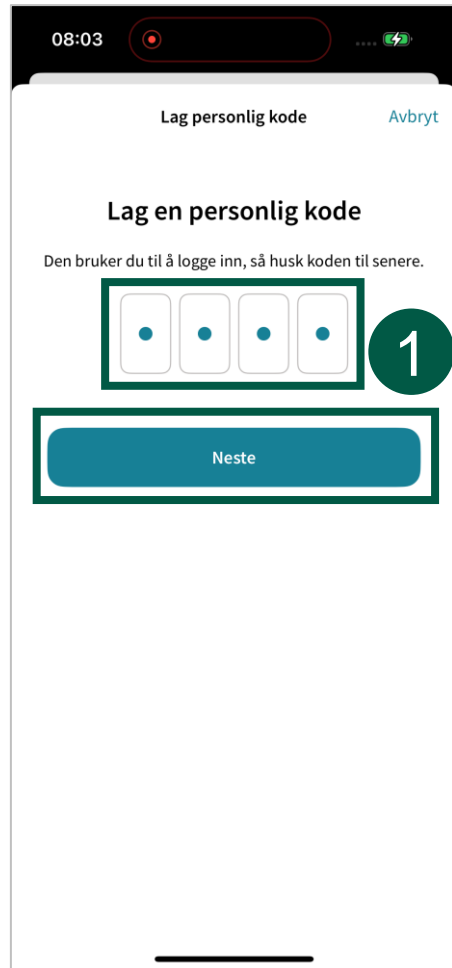 08:03
Lag personlig kode
Avbryt
Lag en personlig kode
Den bruker du til å logge inn, så husk koden til senere.
1
Neste